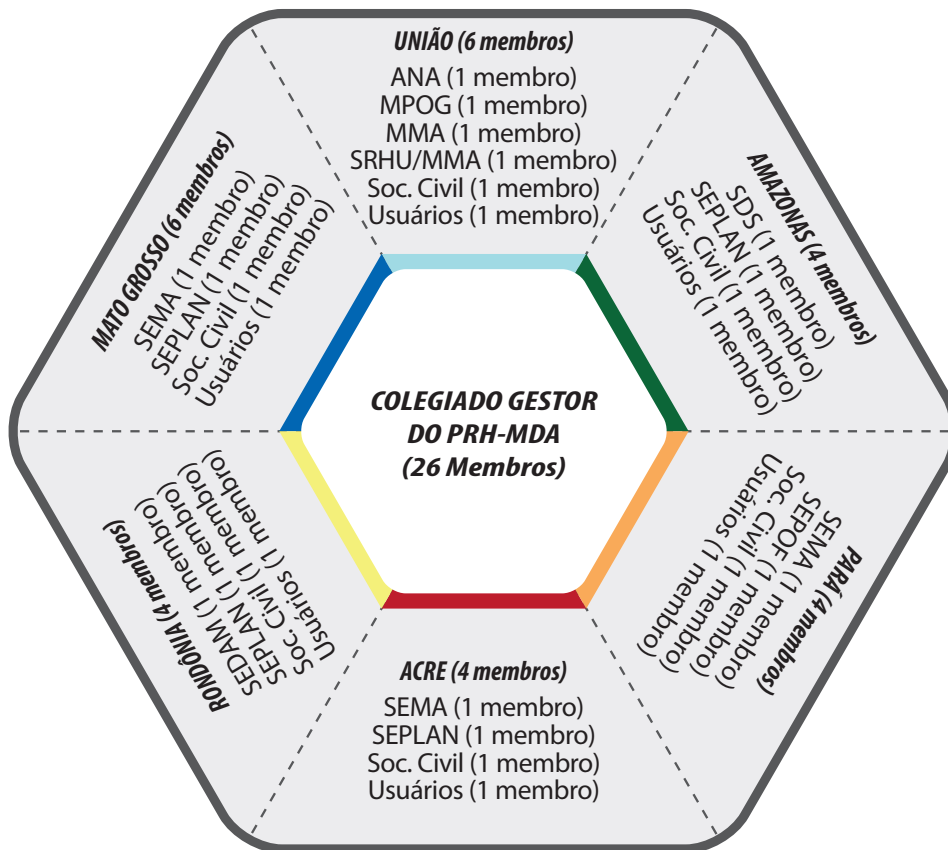 UNIÃO (6 membros)
ANA (1 membro)
MPOG (1 membro)
MMA (1 membro)
SRHU/MMA (1 membro)
Soc. Civil (1 membro)
Usuários (1 membro)
AMAZONAS (4 membros)
SDS (1 membro)
SEPLAN (1 membro)
Soc. Civil (1 membro)
Usuários (1 membro)
PARÁ (4 membros)
SEMA (1 membro)
SEPOF (1 membro)
Soc. Civil (1 membro)
Usuários (1 membro)
ACRE (4 membros)
SEMA (1 membro)
SEPLAN (1 membro)
Soc. Civil (1 membro)
Usuários (1 membro)
RONDÔNIA (4 membros)
SEDAM (1 membro)
SEPLAN (1 membro)
Soc. Civil (1 membro)
Usuários (1 membro)
MATO GROSSO (6 membros)
SEMA (1 membro)
SEPLAN (1 membro)
Soc. Civil (1 membro)
Usuários (1 membro)
COLEGIADO GESTOR
DO PRH-MDA
(26 Membros)